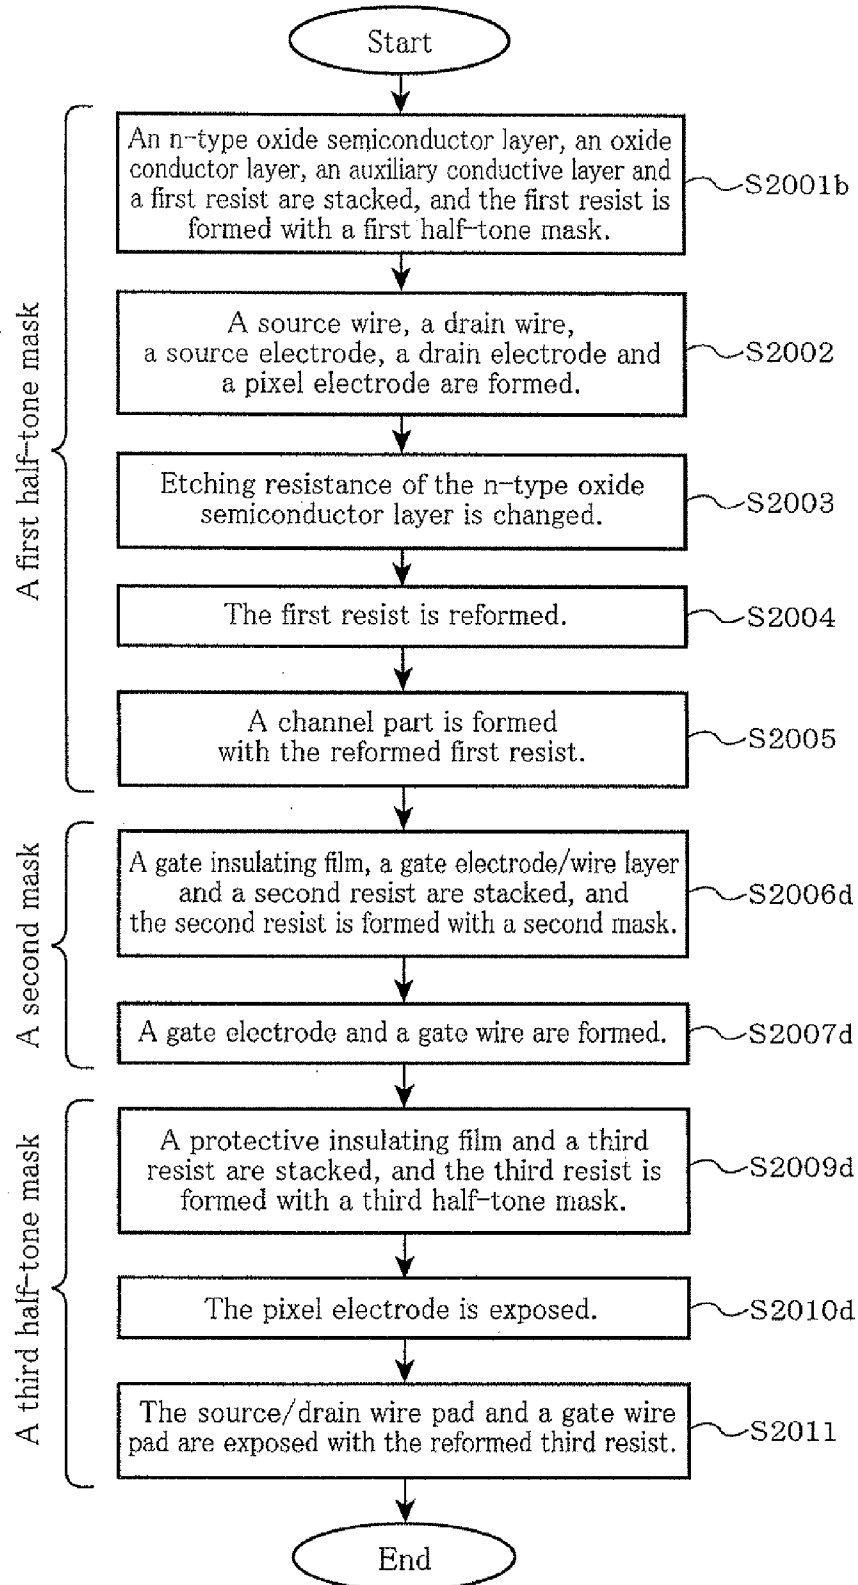 Start
An n-type oxide semiconductor layer, an oxide
conductor layer, an auxiliary conductive layer and
a first resist are stacked, and the first resist is
formed with a first half-tone mask.
S2001b
A source wire, a drain wire,
a source electrode, a drain electrode and
a pixel electrode are formed.
S2002
Etching resistance of the n-type oxide
semiconductor layer is changed.
S2003
The first resist is reformed.
S2004
A channel part is formed
with the reformed first resist.
S2005
A first half-tone mask
A gate insulating film, a gate electrode/wire layer
and a second resist are stacked, and
the second resist is formed with a second mask.
S2006d
A gate electrode and a gate wire are formed.
S2007d
A second mask
A protective insulating film and a third
resist are stacked, and the third resist is
formed with a third half-tone mask.
S2009d
The pixel electrode is exposed.
S2010d
The source/drain wire pad and a gate wire
pad are exposed with the reformed third resist.
S2011
A third half-tone mask
End